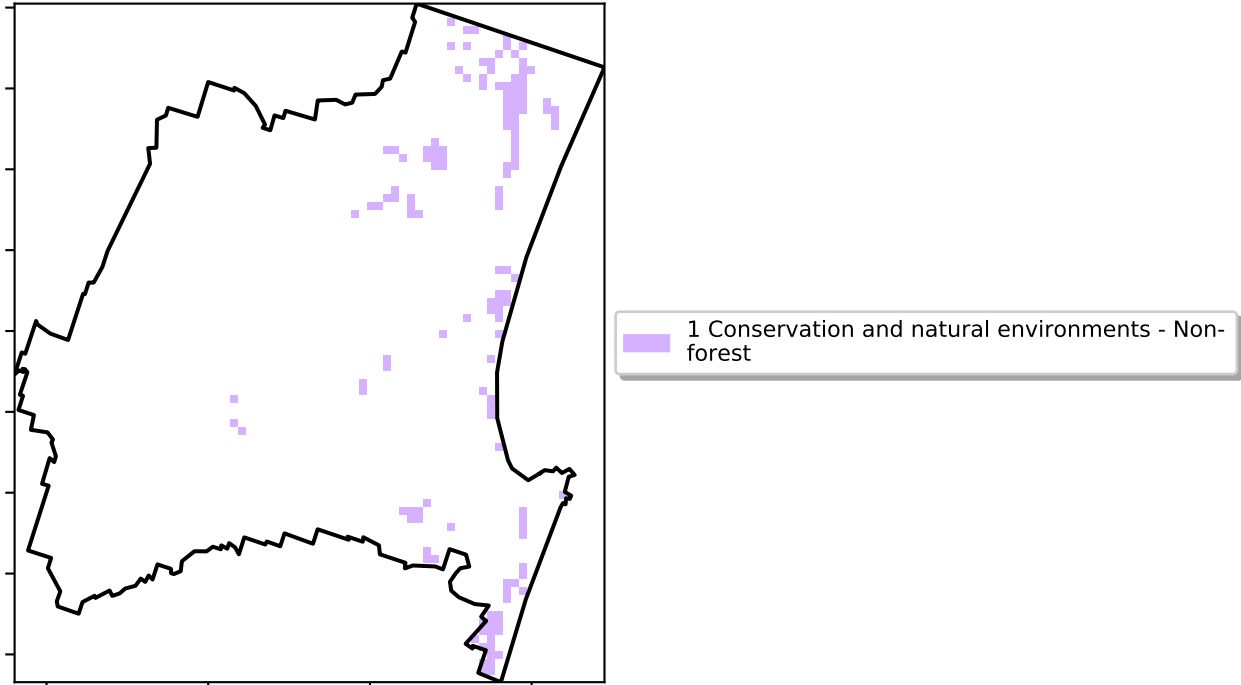 1 Conservation and natural environments - Non-
forest